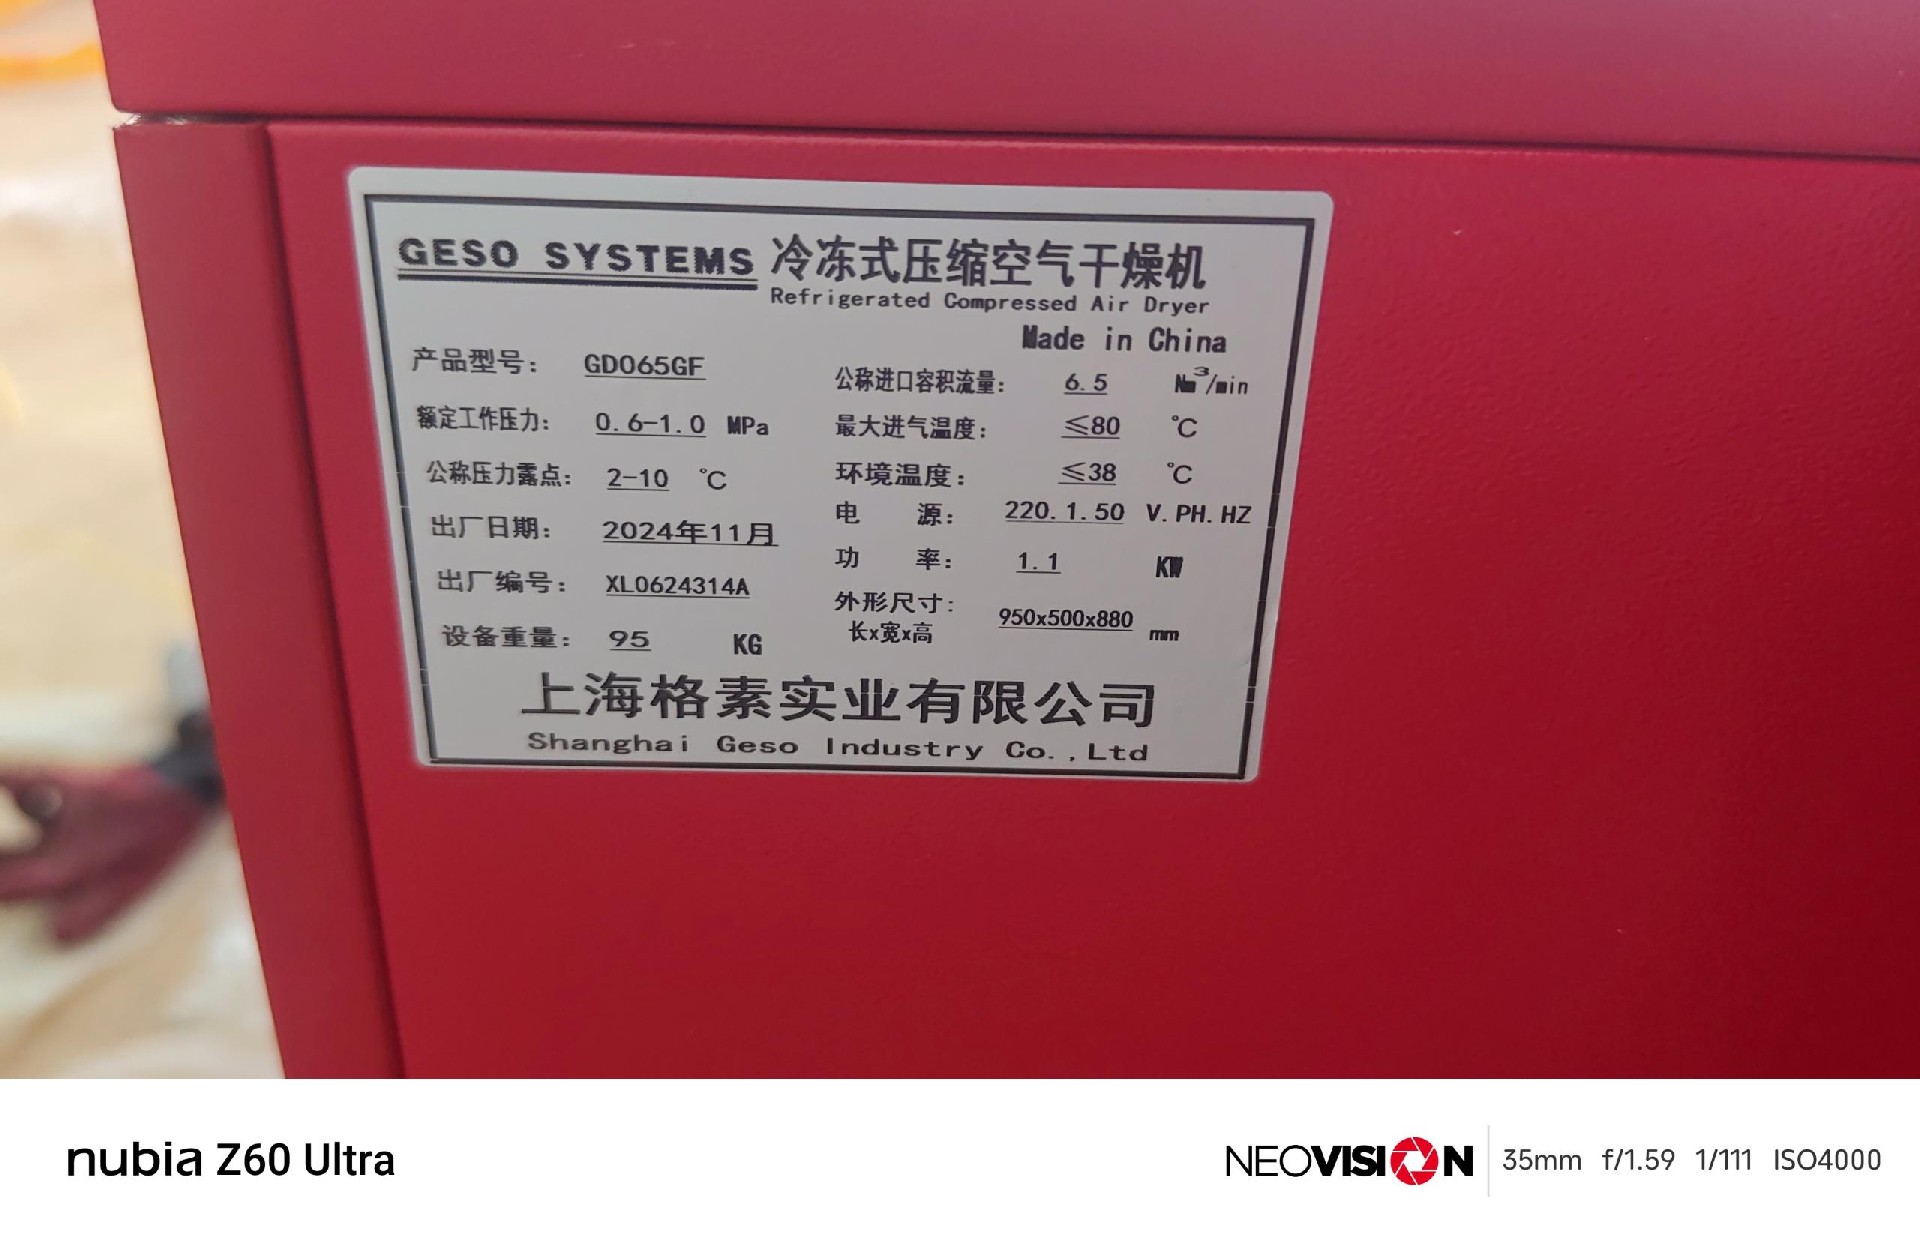 GESO SYSTEMS 冷冻式压缩空气干燥机
Refrigerated Compressed Air Dryer
Made in China
产品型号: GD065GF
额定工作压力: 0.6-1.0 MPa
公称压力露点: 2-10 ℃
出厂日期: 2024年11月
出厂编号: XL0624314A
设备重量: 95 KG
公称进口容积流量: 6.5 Nm³/min
最大进气温度: ≤80 ℃
环境温度: ≤38 ℃
电 源: 220.1.50 V.PH.HZ
功 率: 1.1 KW
外形尺寸: 950x500x880 mm
长x宽x高
上海格素实业有限公司
Shanghai Geso Industry Co.,Ltd
nubia Z60 Ultra
NEOVISION 35mm f/1.59 1/111 ISO4000